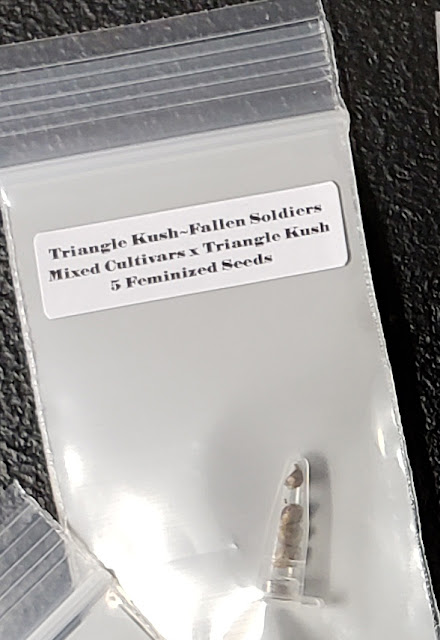 Triangle Kush~Fallen Soldiers
Mixed Cultivars x Triangle Kush
5 Feminized Seeds